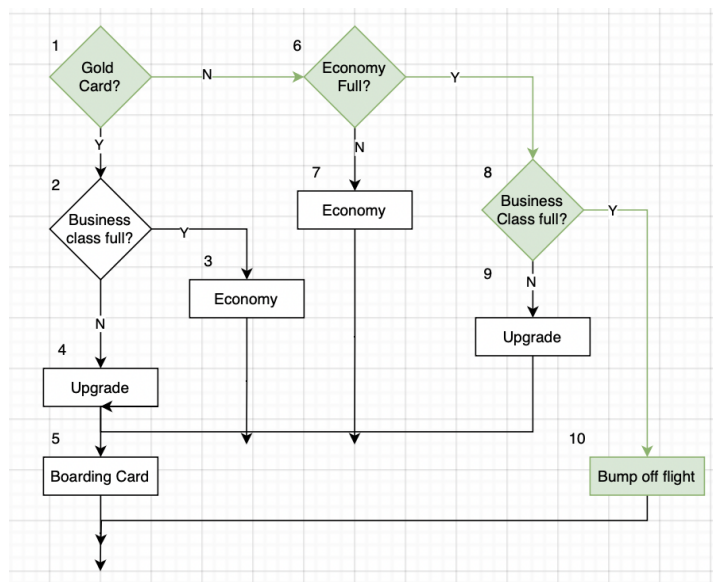 1
Gold
Card?
N
6
Economy
Full?
Y
Y
N
2
Business
class full?
Y
7
Economy
8
Business
Class full?
Y
3
Economy
9
N
N
Upgrade
4
Upgrade
5
Boarding Card
10
Bump off flight